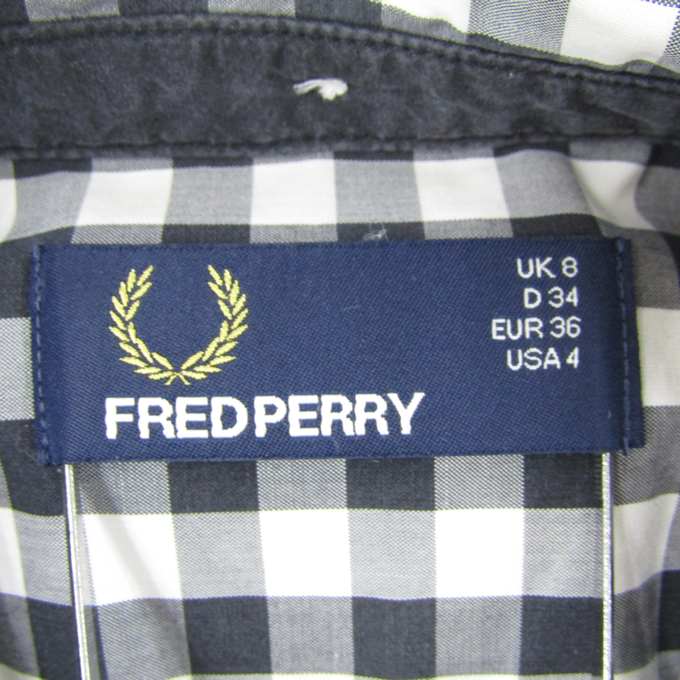 UK 8
D 34
EUR 36
USA 4
FRED PERRY